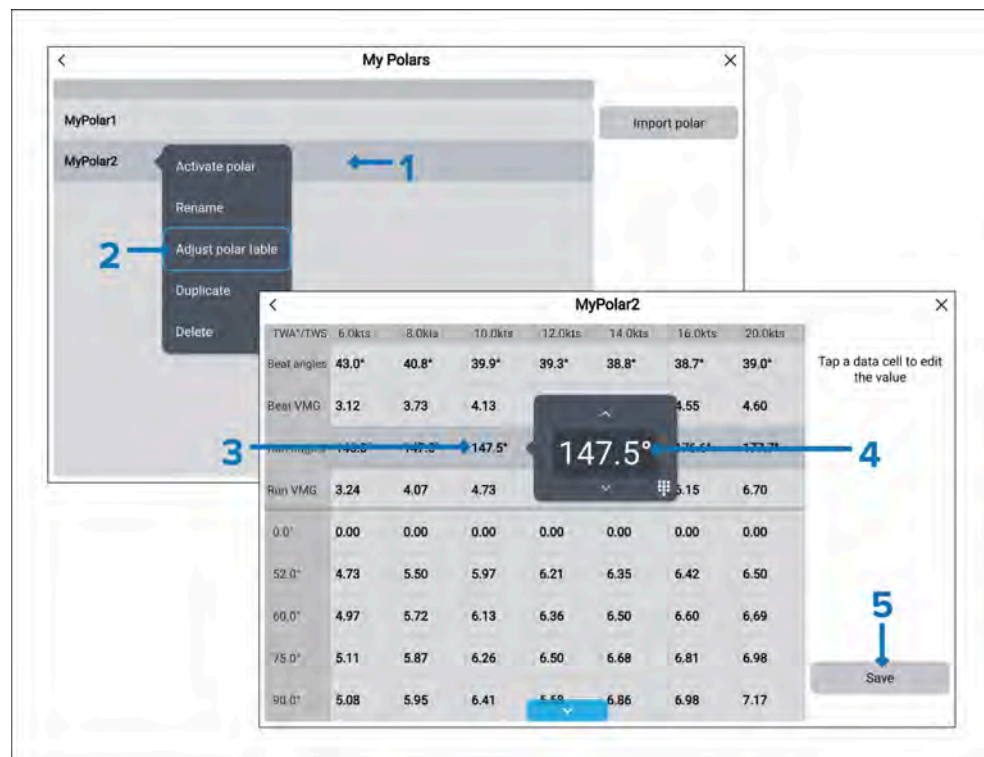 My Polars
MyPolar1
Import polar
MyPolar2
Activate polar
1
Rename
2
Adjust polar table
Duplicate
Delete
MyPolar2
TWA°/TWS 6.0kts 8.0kts 10.0kts 12.0kts 14.0kts 16.0kts 20.0kts
Beat angles 43.0° 40.8° 39.9° 39.3° 38.8° 38.7° 39.0°
Tap a data cell to edit
the value
Beat VMG 3.12 3.73 4.13 4.55 4.60
3
147.5°
147.5°
4
Run VMG 3.24 4.07 4.73 6.70
0.0° 0.00 0.00 0.00 0.00 0.00 0.00 0.00
52.0° 4.73 5.50 5.97 6.21 6.35 6.42 6.50
60.0° 4.97 5.72 6.13 6.36 6.50 6.60 6.69
5
75.0° 5.11 5.87 6.26 6.50 6.68 6.81 6.98
Save
90.0° 5.08 5.95 6.41 6.86 6.98 7.17